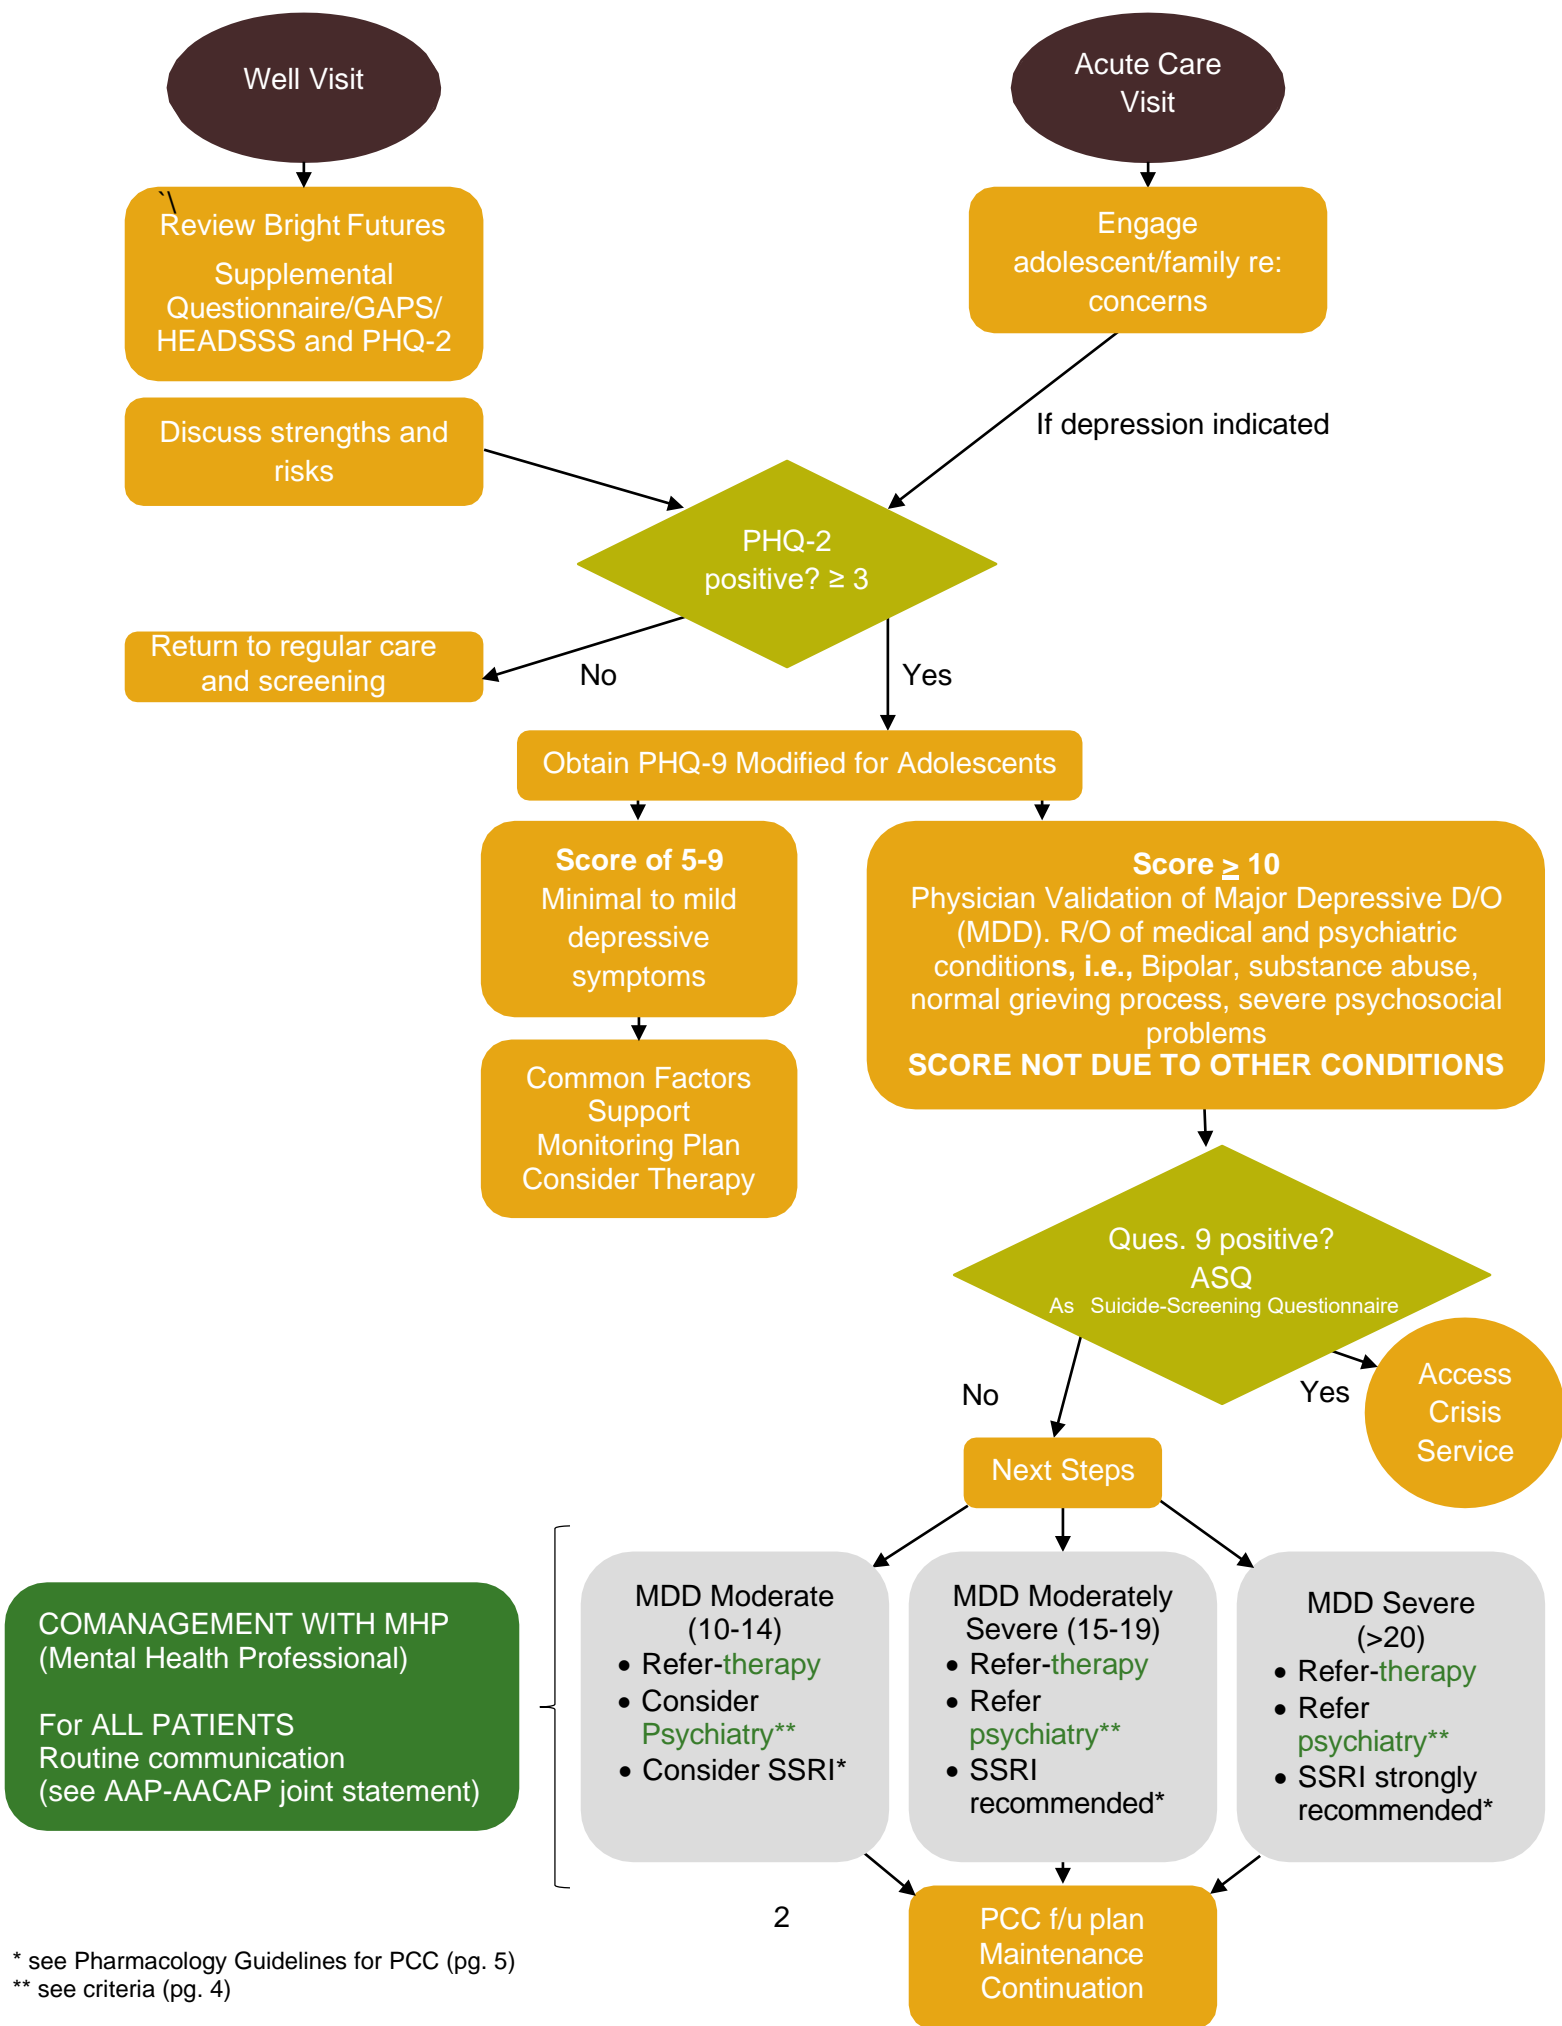 Well Visit
Acute Care
Visit
`\
Review Bright Futures
Supplemental
Questionnaire/GAPS/
HEADSSS and PHQ-2
Engage
adolescent/family re:
concerns
Discuss strengths and
risks
If depression indicated
PHQ-2
positive? ≥ 3
Return to regular care
and screening
No
Yes
Obtain PHQ-9 Modified for Adolescents
Score of 5-9
Minimal to mild
depressive
symptoms
Score ≥ 10
Physician Validation of Major Depressive D/O
(MDD). R/O of medical and psychiatric
conditions, i.e., Bipolar, substance abuse,
normal grieving process, severe psychosocial
problems
SCORE NOT DUE TO OTHER CONDITIONS
Common Factors
Support
Monitoring Plan
Consider Therapy
Ques. 9 positive?
ASQ
As Suicide-Screening Questionnaire
No
Yes
Access
Crisis
Service
Next Steps
COMANAGEMENT WITH MHP
(Mental Health Professional)
For ALL PATIENTS
Routine communication
(see AAP-AACAP joint statement)
MDD Moderate
(10-14)
• Refer-therapy
• Consider
Psychiatry**
• Consider SSRI*
MDD Moderately
Severe (15-19)
• Refer-therapy
• Refer
psychiatry**
• SSRI
recommended*
MDD Severe
(>20)
• Refer-therapy
• Refer
psychiatry**
• SSRI strongly
recommended*
2
PCC f/u plan
Maintenance
Continuation
* see Pharmacology Guidelines for PCC (pg. 5)
** see criteria (pg. 4)